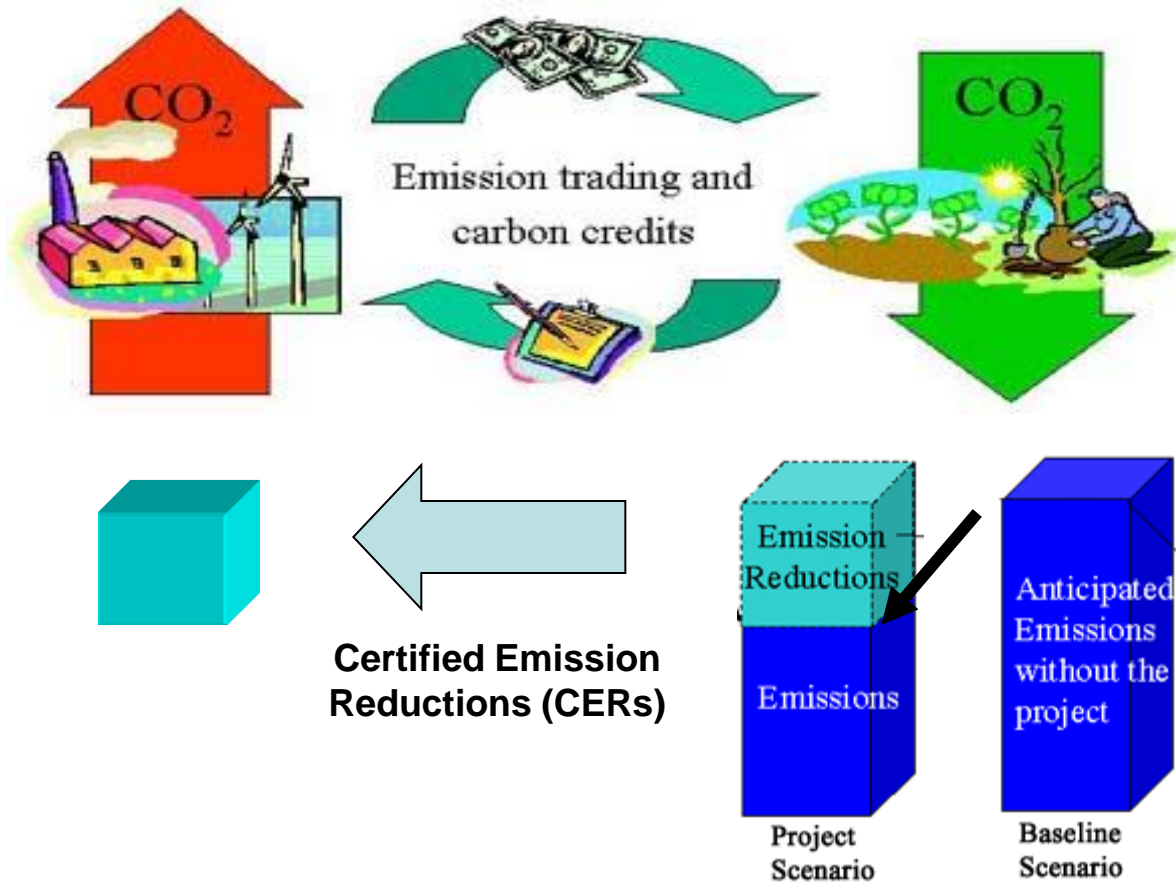 CO₂
Emission trading and
carbon credits
CO₂
Certified Emission
Reductions (CERs)
Emission
Reductions
Emissions
Project
Scenario
Anticipated
Emissions
without the
project
Baseline
Scenario